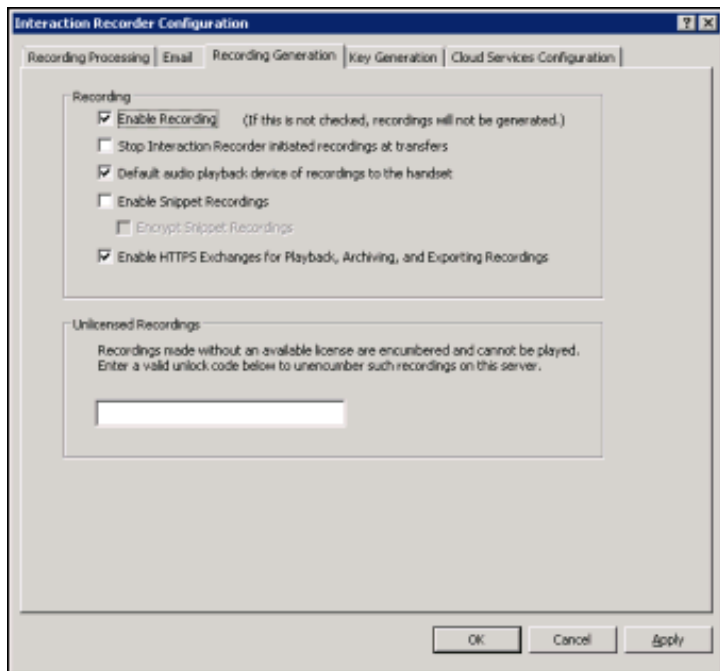 Interaction Recorder Configuration
Recording Processing Email Recording Generation Key Generation Cloud Services Configuration
Recording
Enable Recording (If this is not checked, recordings will not be generated.)
Stop Interaction Recorder initiated recordings at transfers
Default audio playback device of recordings to the handset
Enable Snippet Recordings
Encrypt Snippet Recordings
Enable HTTPS Exchanges for Playback, Archiving, and Exporting Recordings
Unlicensed Recordings
Recordings made without an available license are encumbered and cannot be played.
Enter a valid unlock code below to unenumber such recordings on this server.
OK Cancel Apply